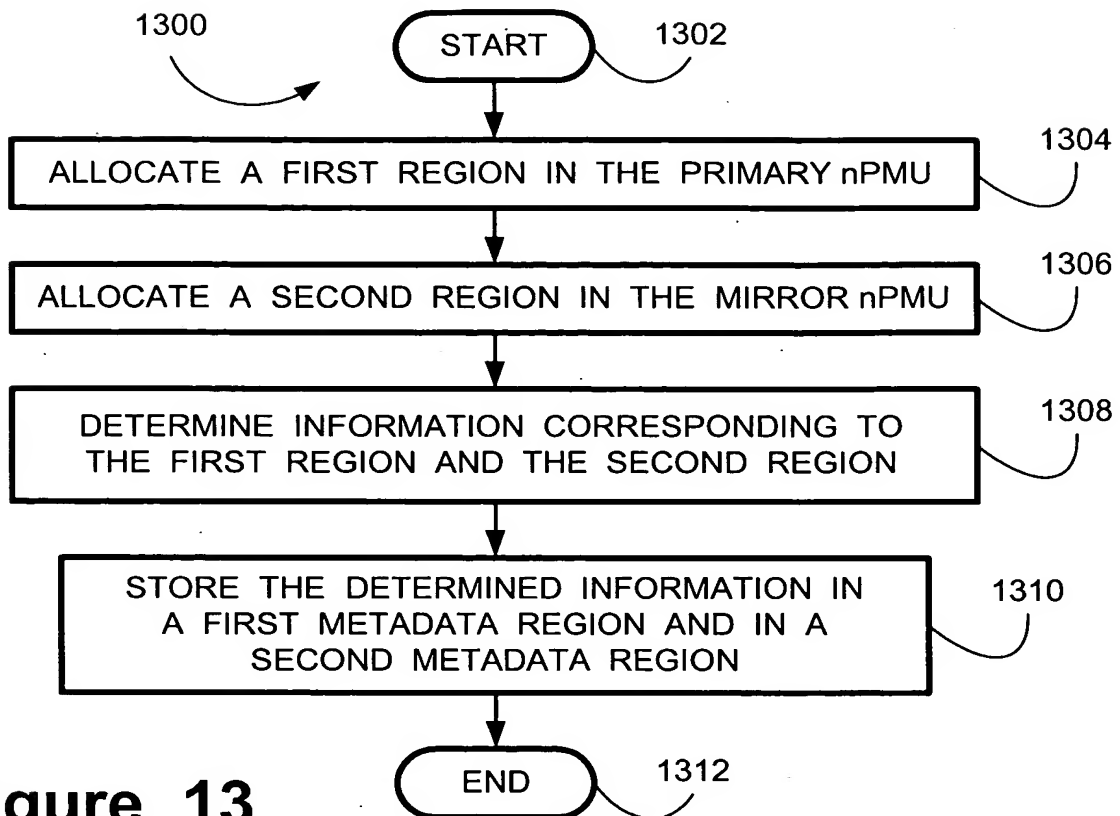 1300
START
1302
ALLOCATE A FIRST REGION IN THE PRIMARY nPMU
1304
ALLOCATE A SECOND REGION IN THE MIRROR nPMU
1306
DETERMINE INFORMATION CORRESPONDING TO
THE FIRST REGION AND THE SECOND REGION
1308
STORE THE DETERMINED INFORMATION IN
A FIRST METADATA REGION AND IN A
SECOND METADATA REGION
1310
END
1312
gure 13